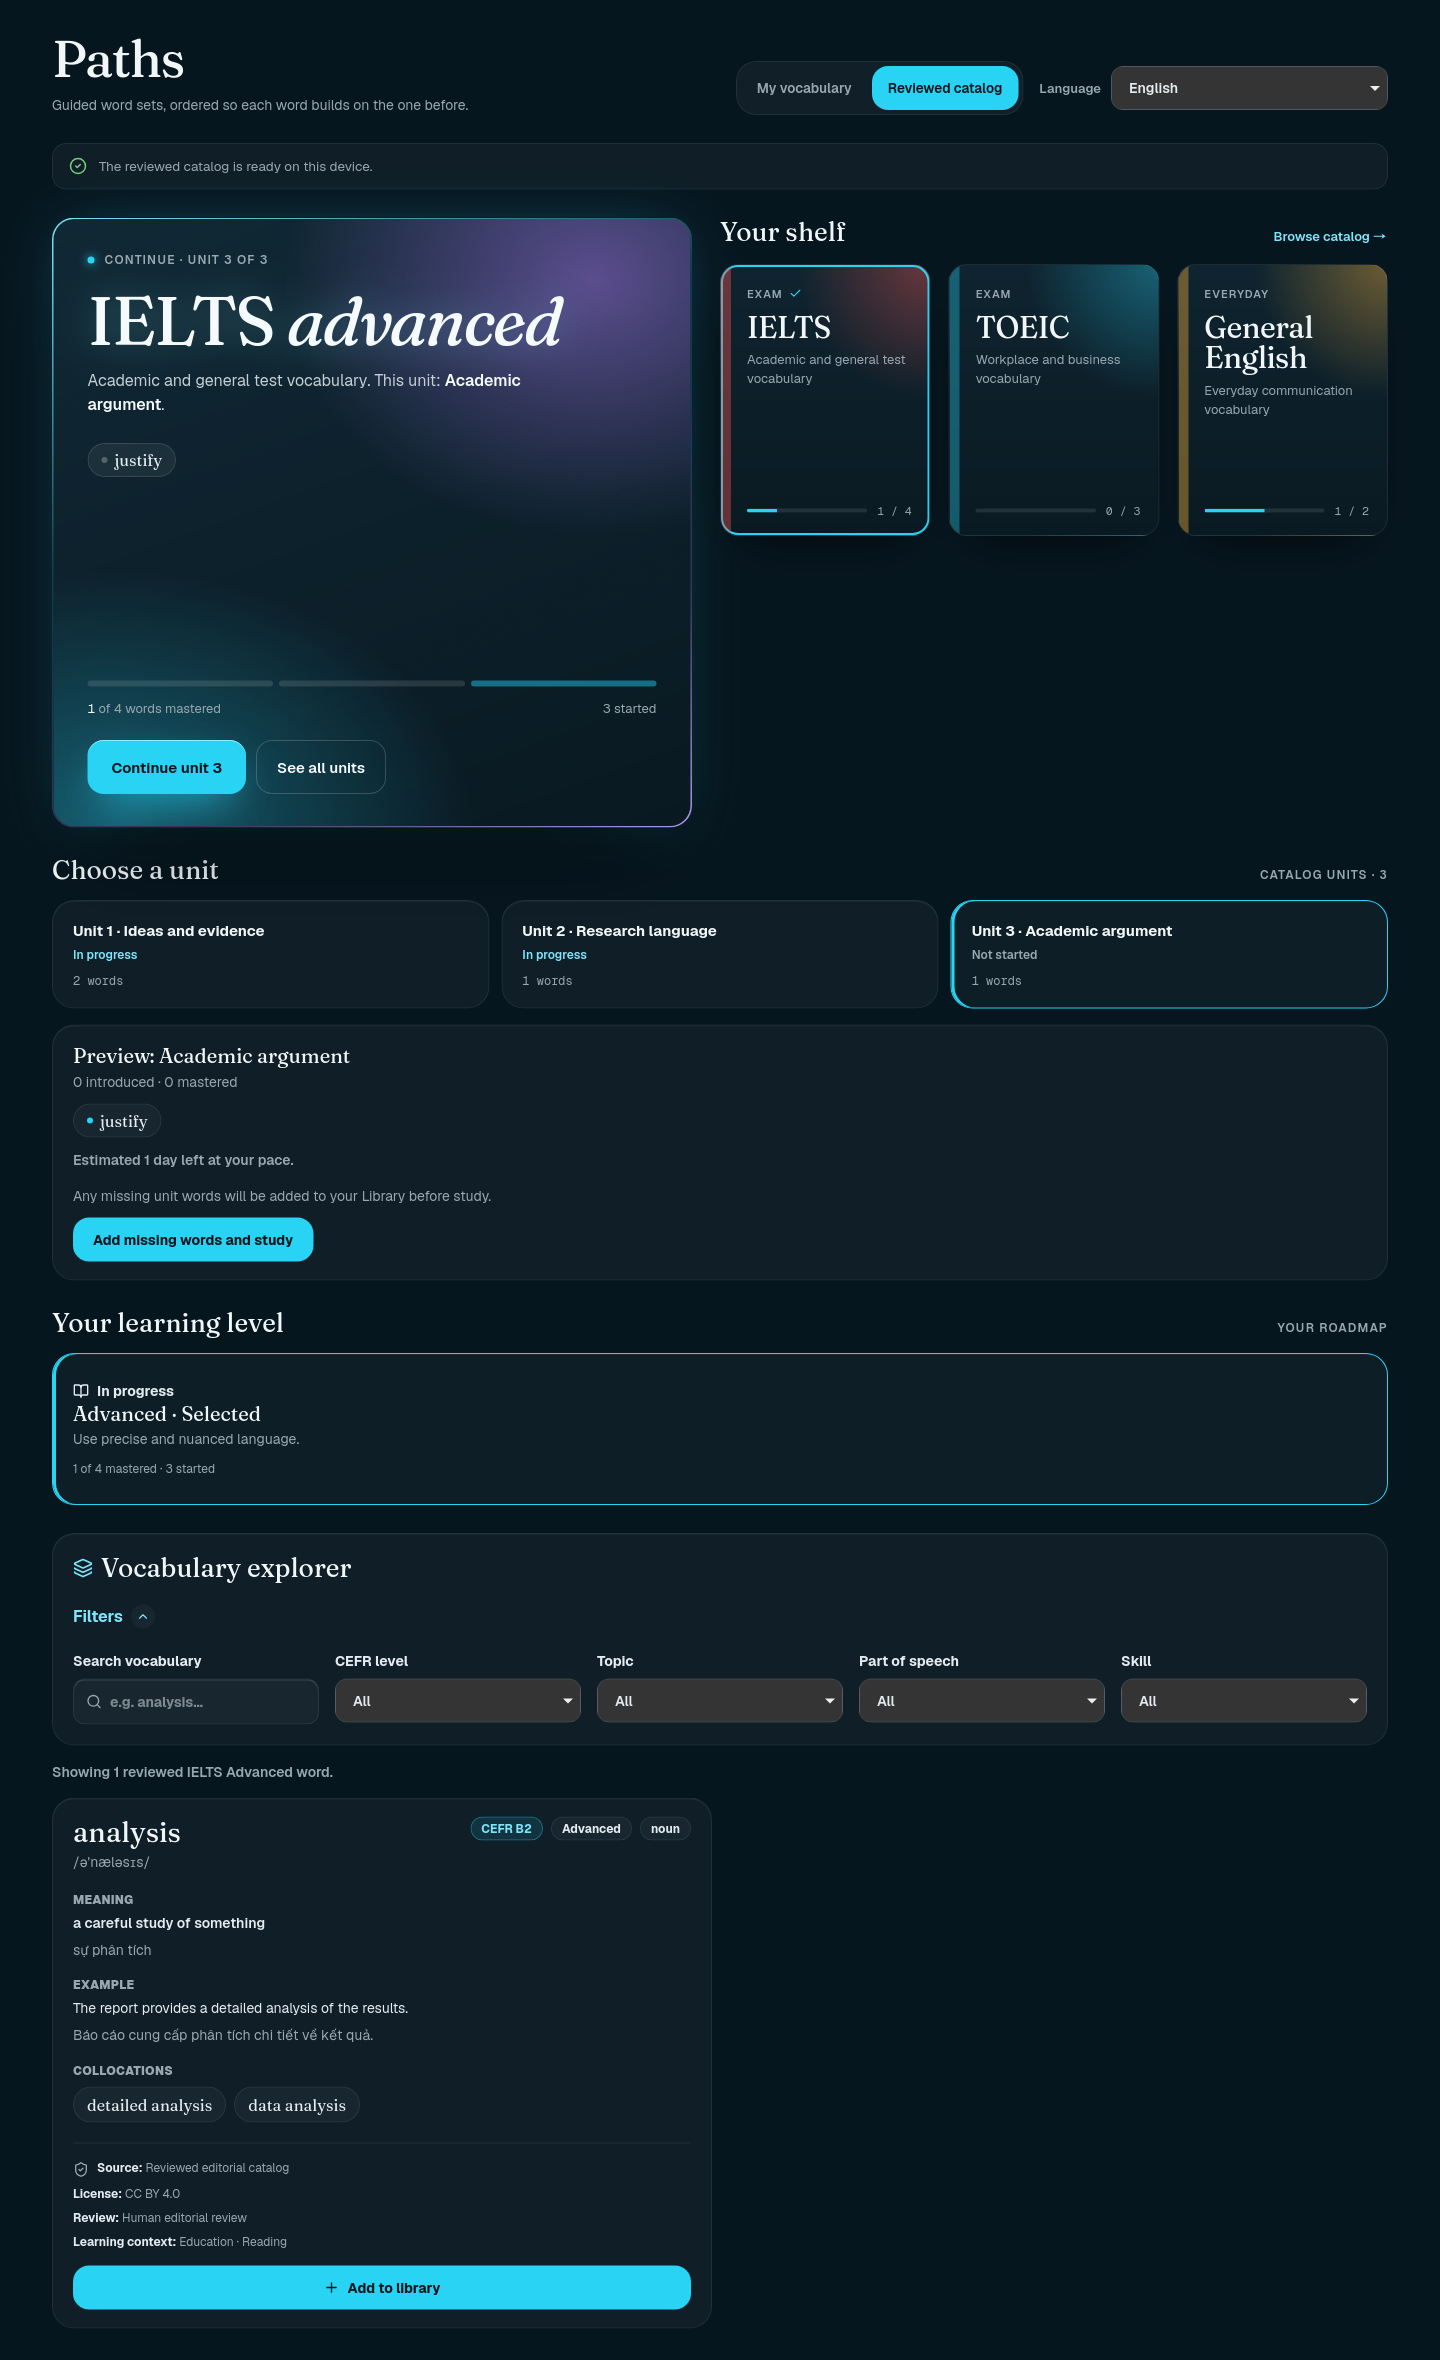 Paths
Guided word sets, ordered so each word builds on the one before.
My vocabulary
Reviewed catalog
Language
English
The reviewed catalog is ready on this device.
CONTINUE · UNIT 3 OF 3
IELTS advanced
Academic and general test vocabulary. This unit: Academic
argument.
justify
1 of 4 words mastered
3 started
Continue unit 3
See all units
Your shelf
Browse catalog →
EXAM
IELTS
Academic and general test
vocabulary
1 / 4
EXAM
TOEIC
Workplace and business
vocabulary
0 / 3
EVERYDAY
General
English
Everyday communication
vocabulary
1 / 2
Choose a unit
CATALOG UNITS · 3
Unit 1 · Ideas and evidence
In progress
2 words
Unit 2 · Research language
In progress
1 words
Unit 3 · Academic argument
Not started
1 words
Preview: Academic argument
0 introduced · 0 mastered
justify
Estimated 1 day left at your pace.
Any missing unit words will be added to your Library before study.
Add missing words and study
Your learning level
YOUR ROADMAP
In progress
Advanced · Selected
Use precise and nuanced language.
1 of 4 mastered · 3 started
Vocabulary explorer
Filters
Search vocabulary
e.g. analysis...
CEFR level
All
Topic
All
Part of speech
All
Skill
All
Showing 1 reviewed IELTS Advanced word.
analysis
CEFR B2
Advanced
noun
/əˈnæləsɪs/
MEANING
a careful study of something
sự phân tích
EXAMPLE
The report provides a detailed analysis of the results.
Báo cáo cung cấp phân tích chi tiết về kết quả.
COLLOCATIONS
detailed analysis
data analysis
Source: Reviewed editorial catalog
License: CC BY 4.0
Review: Human editorial review
Learning context: Education · Reading
+ Add to library